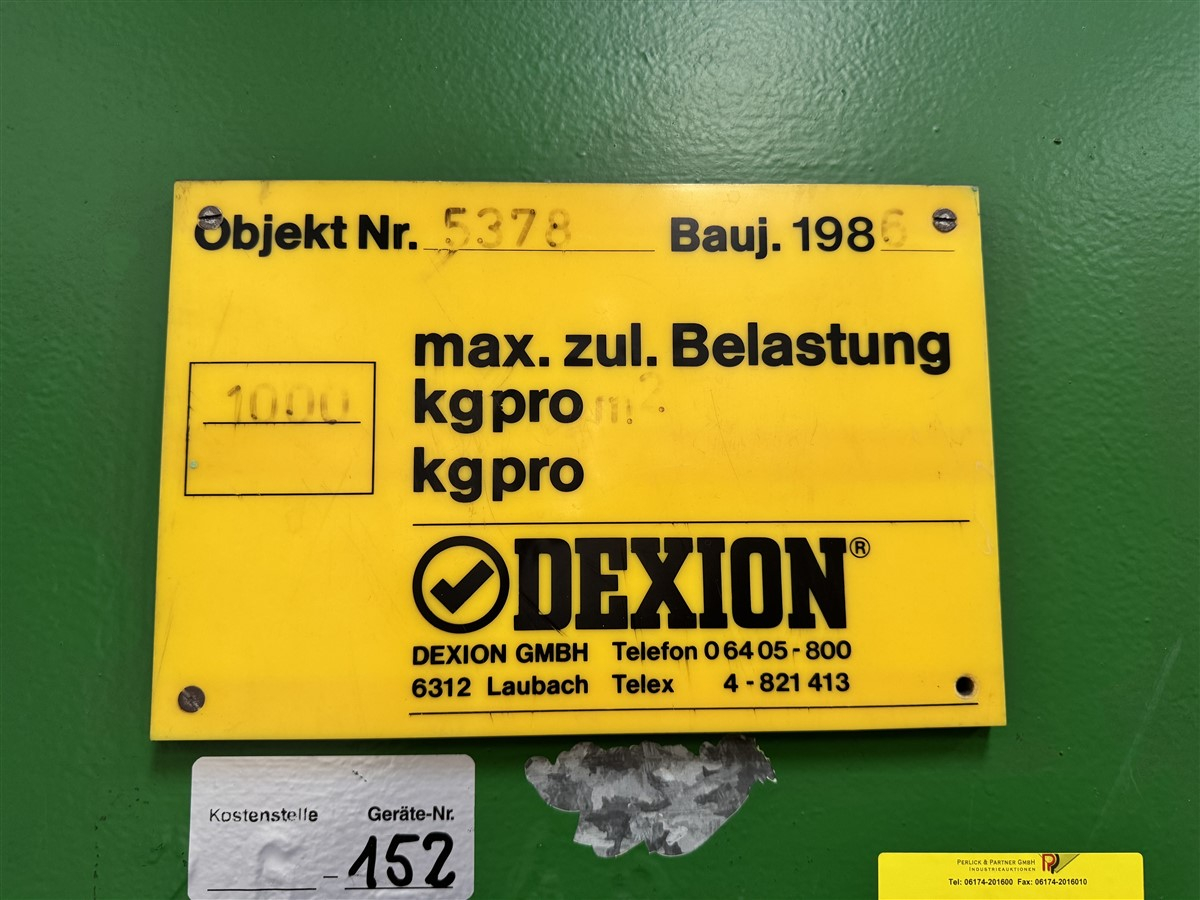 Objekt Nr. 5378 Bauj. 1986
max. zul. Belastung
1000 kg pro m²
kg pro
DEXION®
DEXION GMBH Telefon 0 64 05 - 800
6312 Laubach Telex 4 - 821 413
Kostenstelle Geräte-Nr.
- 152
PERLICK & PARTNER GMBH
INDUSTRIEAUKTIONEN
Tel: 06174-201600 Fax: 06174-2016010